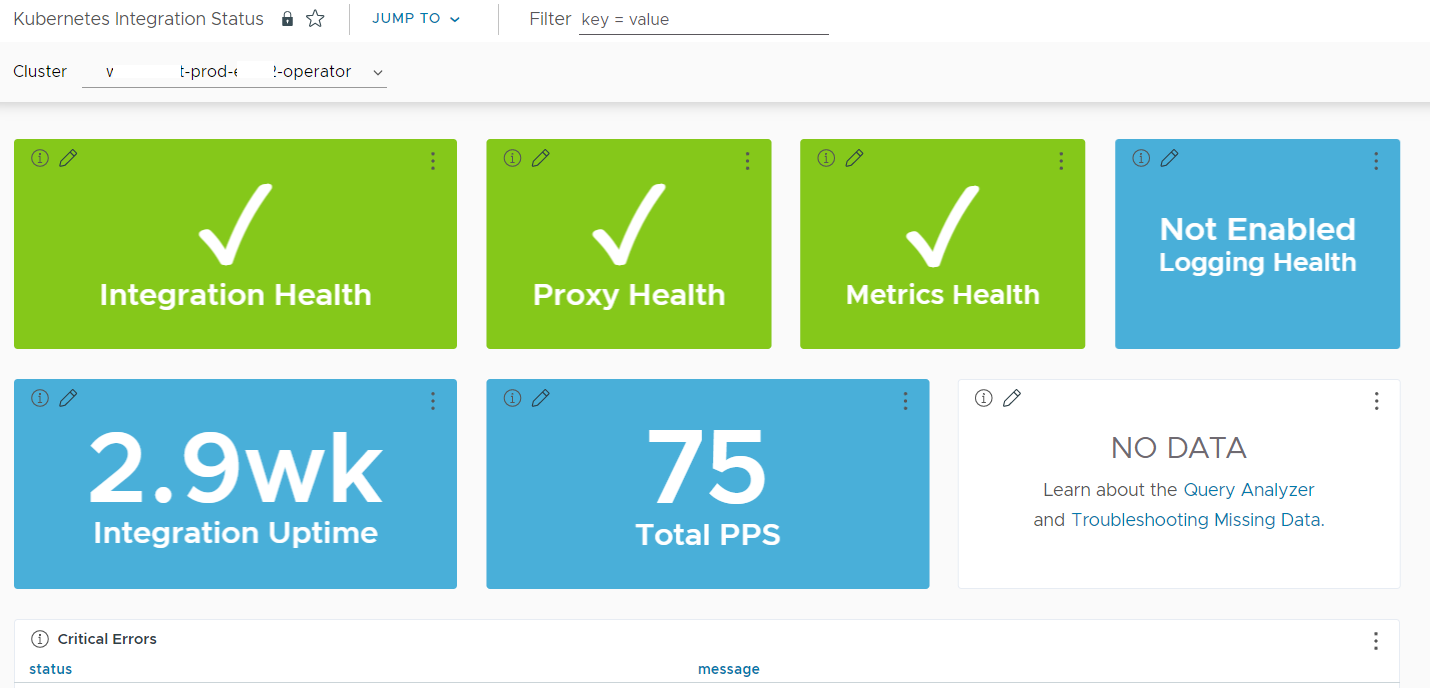 Kubernetes Integration Status JUMP TO Filter key = value
Cluster t-prod- 2-operator
Integration Health
Proxy Health
Metrics Health
Not Enabled
Logging Health
2.9wk
Integration Uptime
75
Total PPS
NO DATA
Learn about the Query Analyzer
and Troubleshooting Missing Data.
Critical Errors
status message